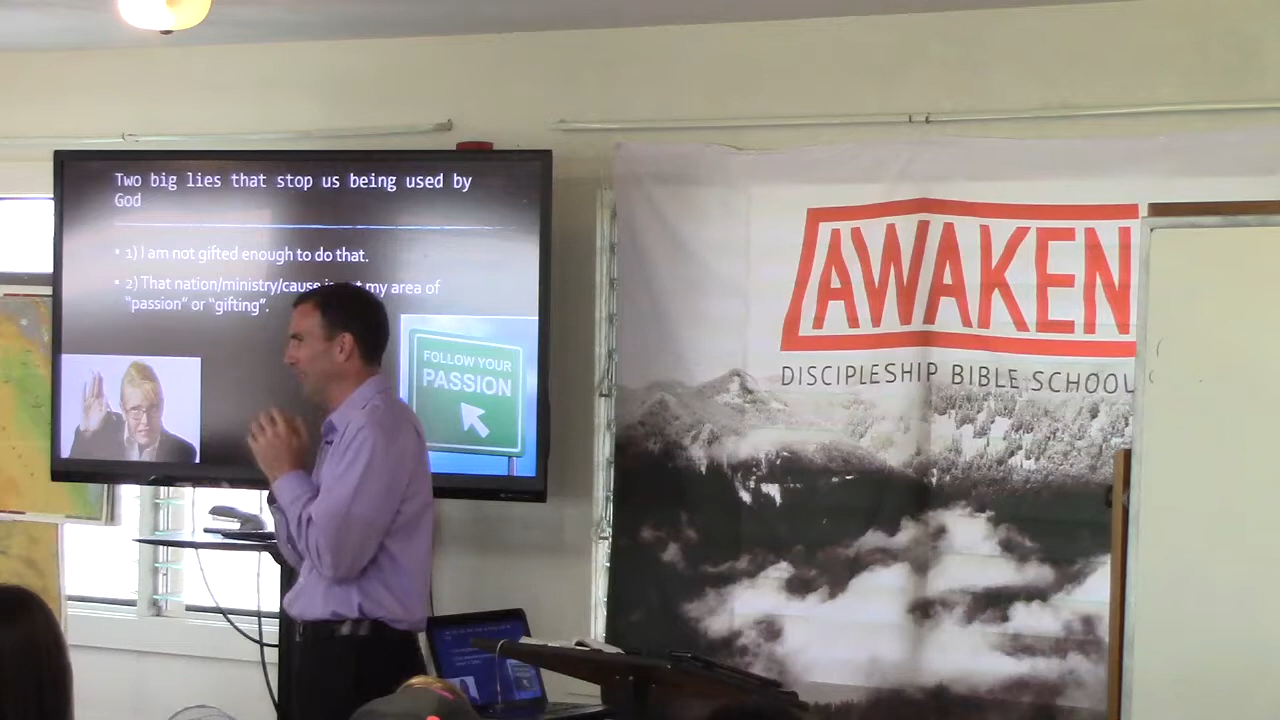 Two big lies that stop us being used by
God
1) I am not gifted enough to do that.
2) That nation/ministry/cause my area of
“passion” or “gifting”.
FOLLOW YOUR
PASSION
AWAKEN
DISCIPLESHIP BIBLE SCHOOL